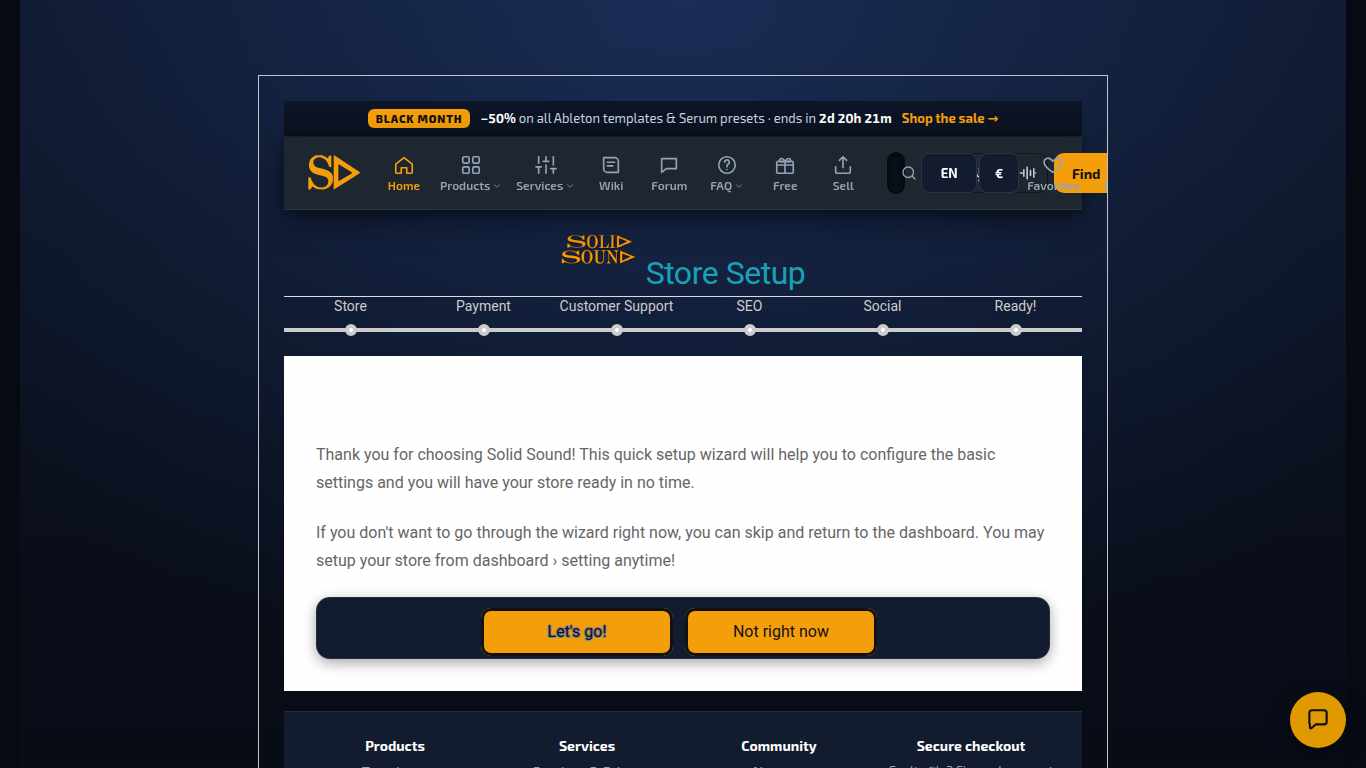 BLACK MONTH −50% on all Ableton templates & Serum presets · ends in 2d 20h 21m Shop the sale →
SD
Home Products Services Wiki Forum FAQ Free Sell EN € Find
SOLID
SOUND
Store Setup
Store Payment Customer Support SEO Social Ready!
Thank you for choosing Solid Sound! This quick setup wizard will help you to configure the basic
settings and you will have your store ready in no time.
If you don't want to go through the wizard right now, you can skip and return to the dashboard. You may
setup your store from dashboard › setting anytime!
Let's go! Not right now
Products Services Community Secure checkout